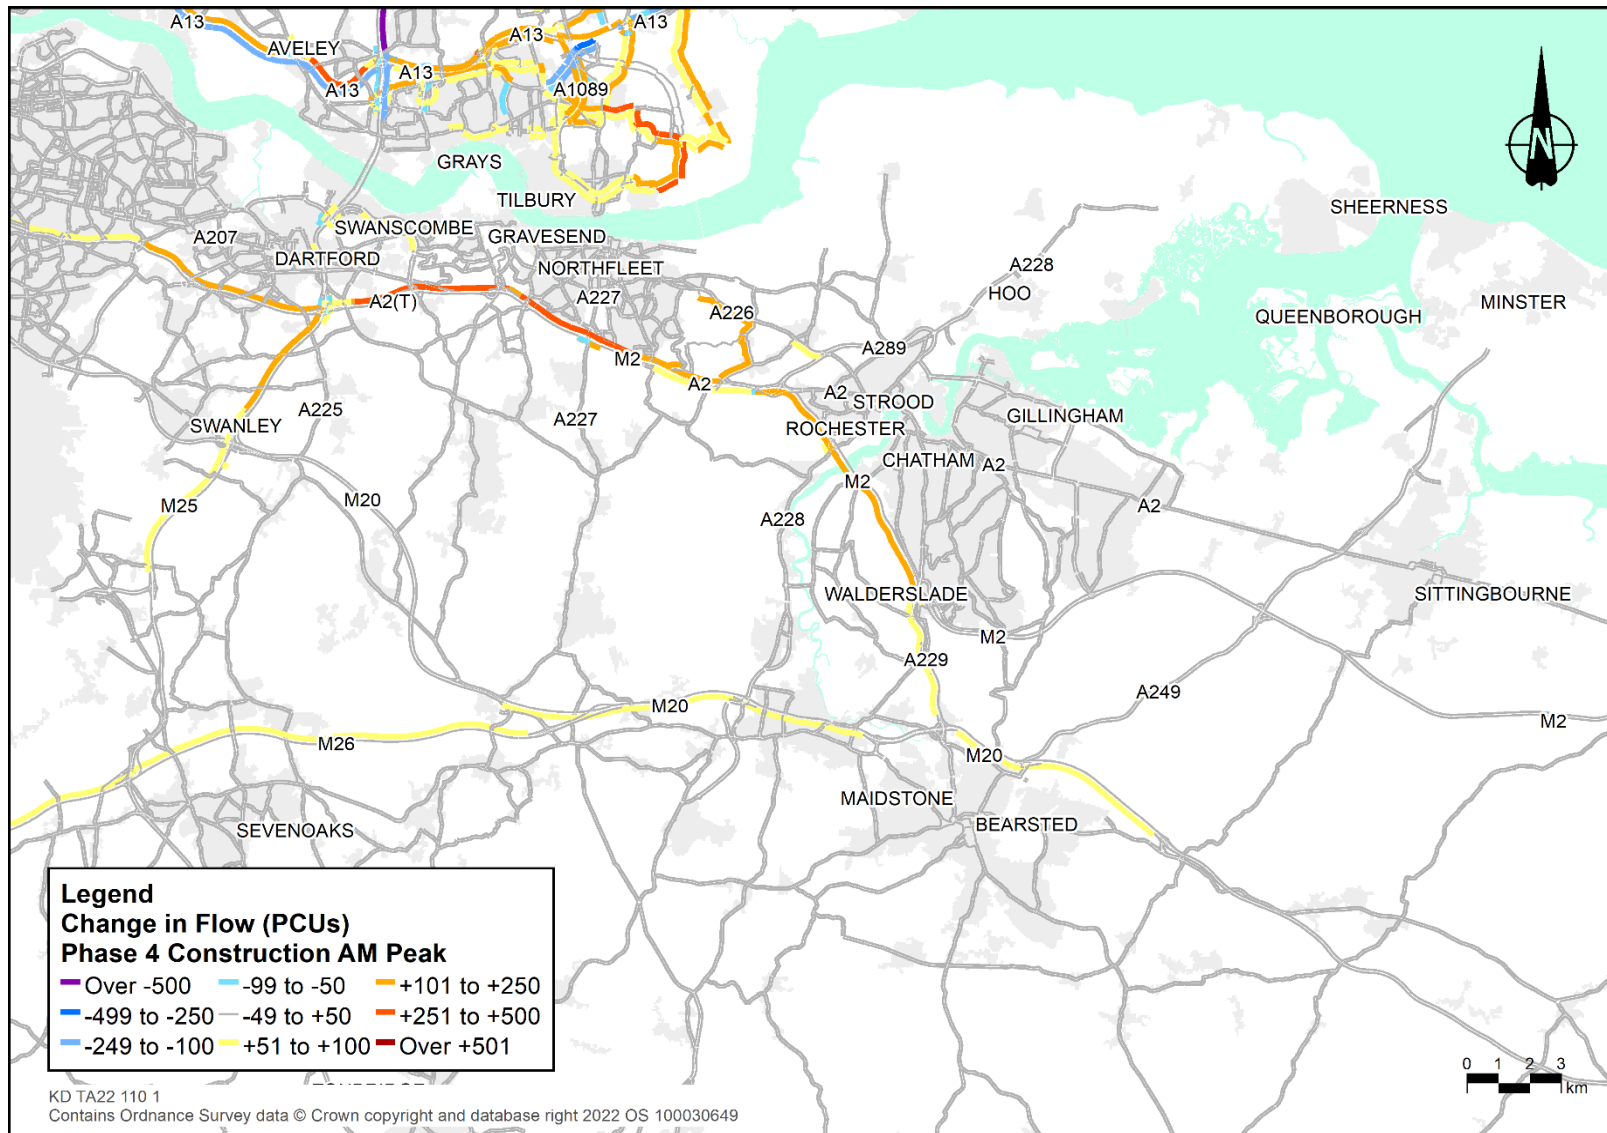 A13
A13
A13
AVELEY
A13
A13
A1089
GRAYS
TILBURY
SHEERNESS
SWANSCOMBE
A207
GRAVESEND
DARTFORD
NORTHFLEET
A228
HOO
A2(T)
A227
A226
QUEENBOROUGH
MINSTER
A289
M2
A2
A2
STROOD
A225
A227
SWANLEY
ROCHESTER
GILLINGHAM
CHATHAM
A2
M25
M20
M2
A228
A2
WALDERSLADE
SITTINGBOURNE
M2
A229
A249
M20
M26
M2
M20
MAIDSTONE
SEVENOAKS
BEARSTED
N
Legend
Change in Flow (PCUs)
Phase 4 Construction AM Peak
Over -500 -99 to -50 +101 to +250
-499 to -250 -49 to +50 +251 to +500
-249 to -100 +51 to +100 Over +501
0 1 2 3
km
KD TA22 110 1
Contains Ordnance Survey data © Crown copyright and database right 2022 OS 100030649